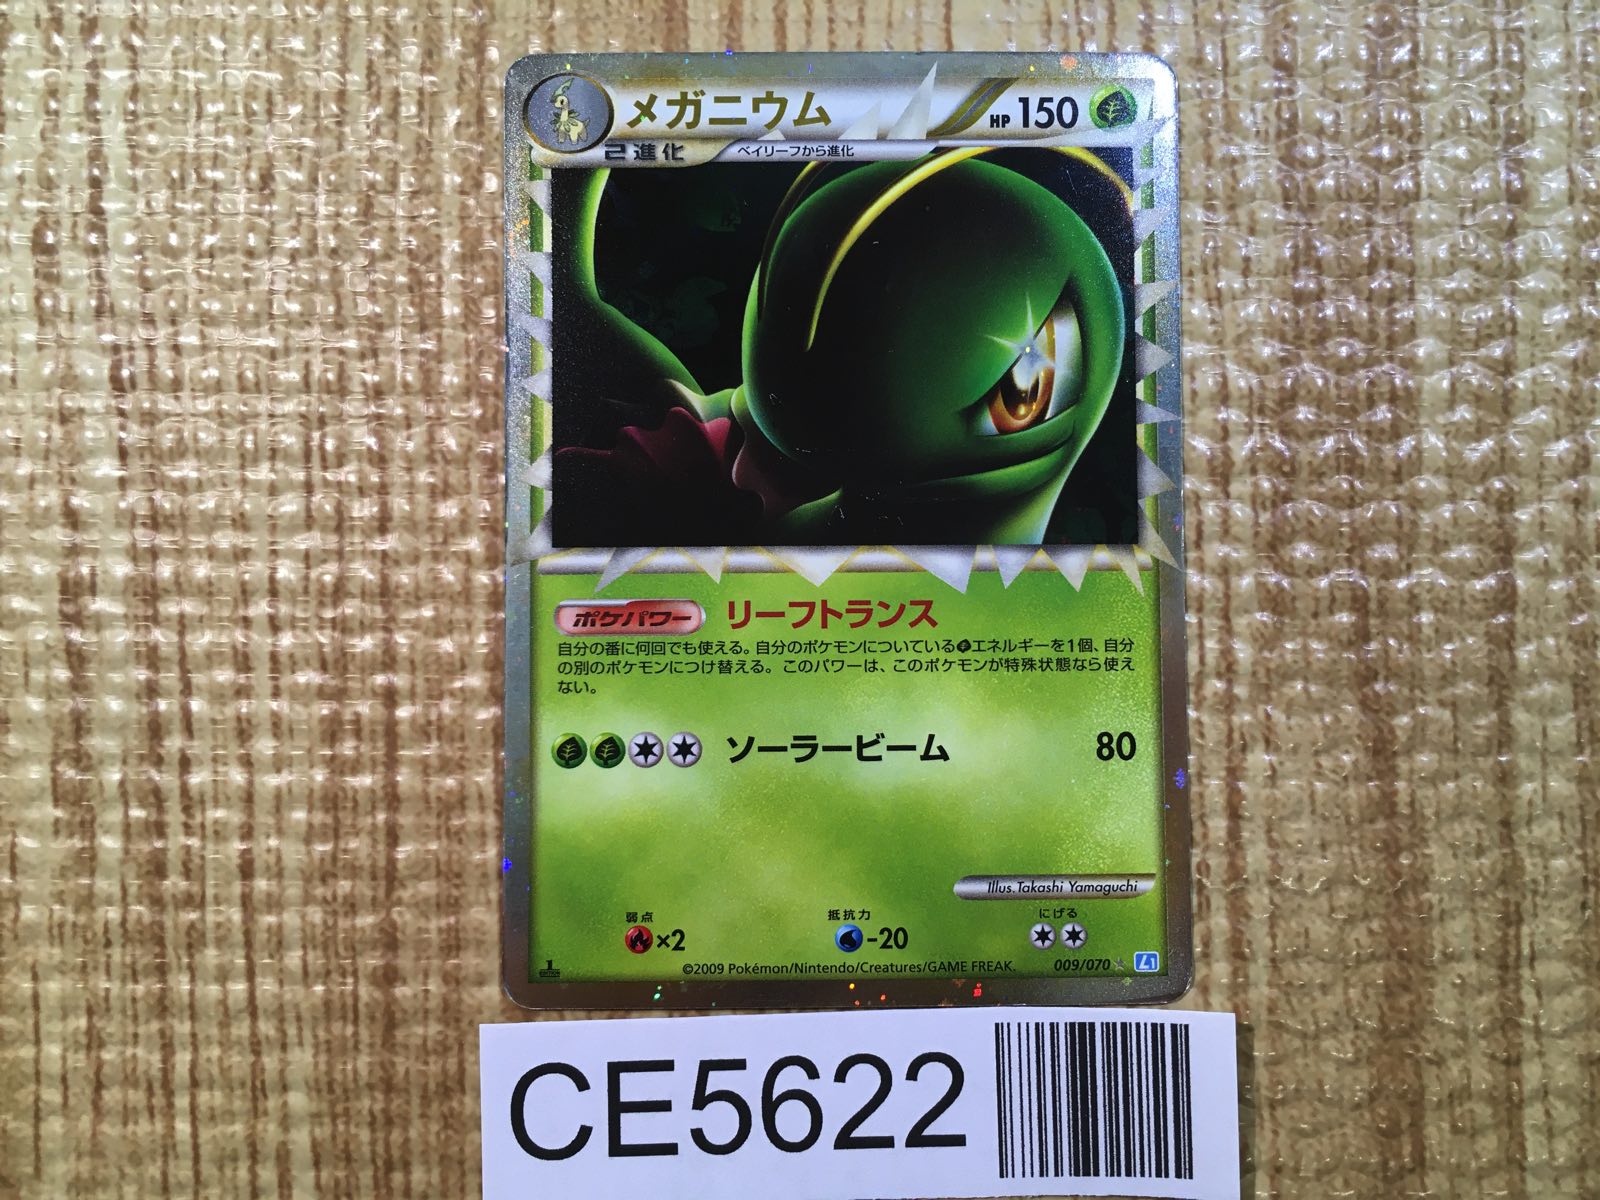 メガニウム
HP 150
2進化
ベイリーフから進化
ポケパワー リーフトランス
自分の番に何回でも使える。自分のポケモンについているエネルギーを1個、自分
の別のポケモンにつけ替える。このパワーは、このポケモンが特殊状態なら使え
ない。
ソーラービーム 80
Illus.Takashi Yamaguchi
弱点 抵抗力 にげる
×2 -20
1 EDITION ©2009 Pokémon/Nintendo/Creatures/GAME FREAK. 009/070 ★ L1
CE5622